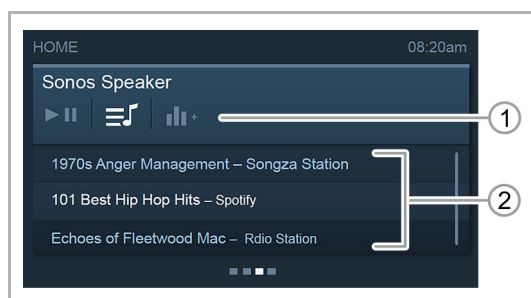 HOME 08:20am
Sonos Speaker
1
1970s Anger Management – Songza Station
101 Best Hip Hop Hits – Spotify
2
Echoes of Fleetwood Mac – Rdio Station